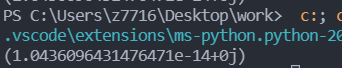 PS C:\Users\z7716\Desktop\work>  c:; c
.vscode\extensions\ms-python.python-20
(1.0436096431476471e-14+0j)